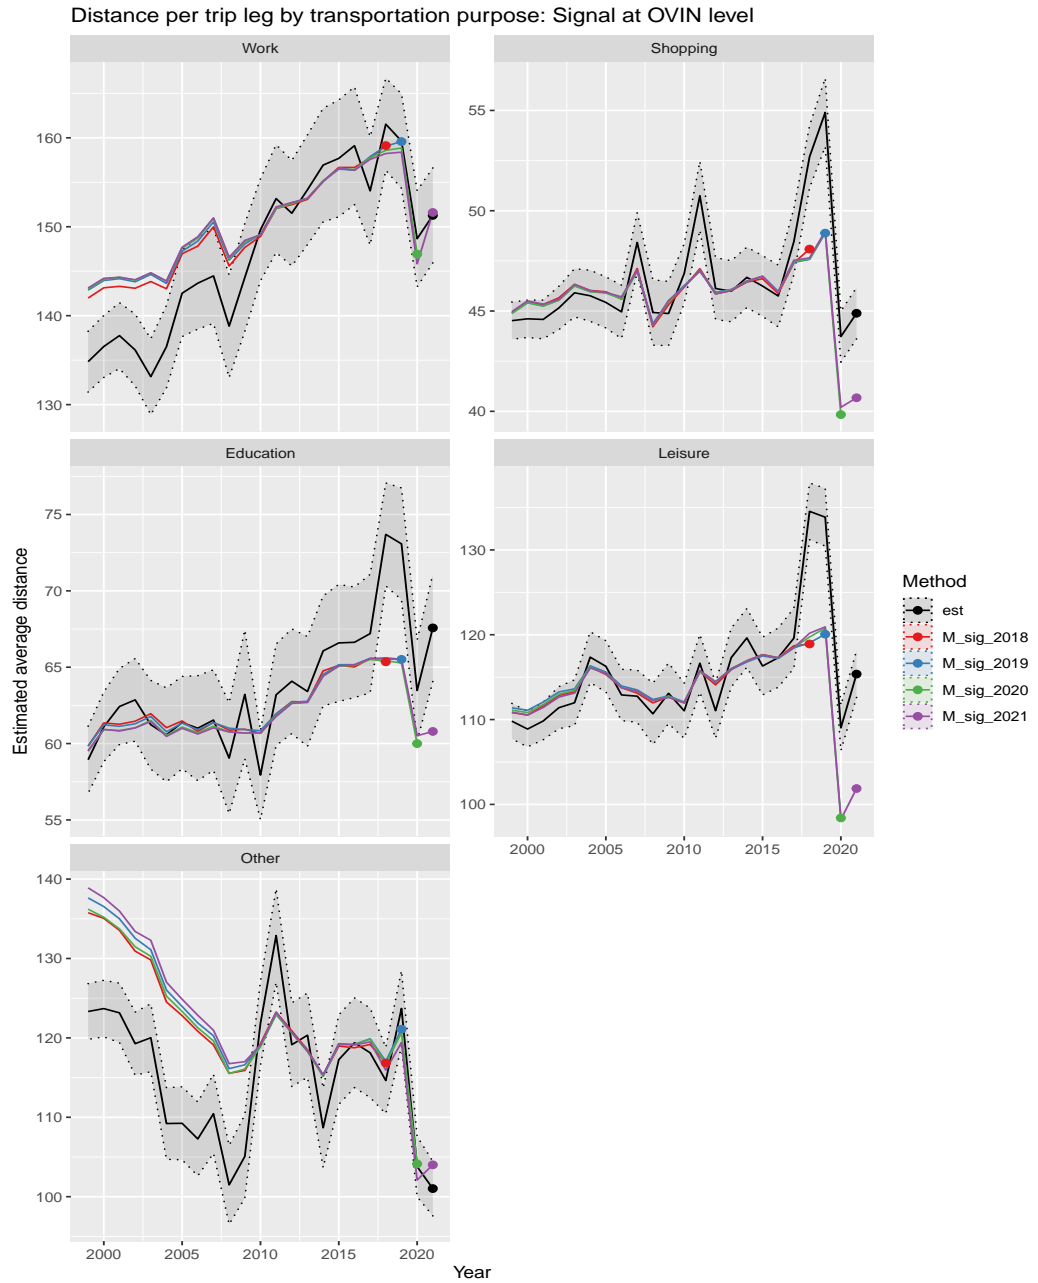 Distance per trip leg by transportation purpose: Signal at OVIN level
Work
Shopping
160
150
140
130
55
50
45
40
Education
Leisure
75
70
65
60
55
130
120
110
100
2000 2005 2010 2015 2020
Other
140
130
120
110
100
2000 2005 2010 2015 2020
Year
Estimated average distance
Method
est
M_sig_2018
M_sig_2019
M_sig_2020
M_sig_2021